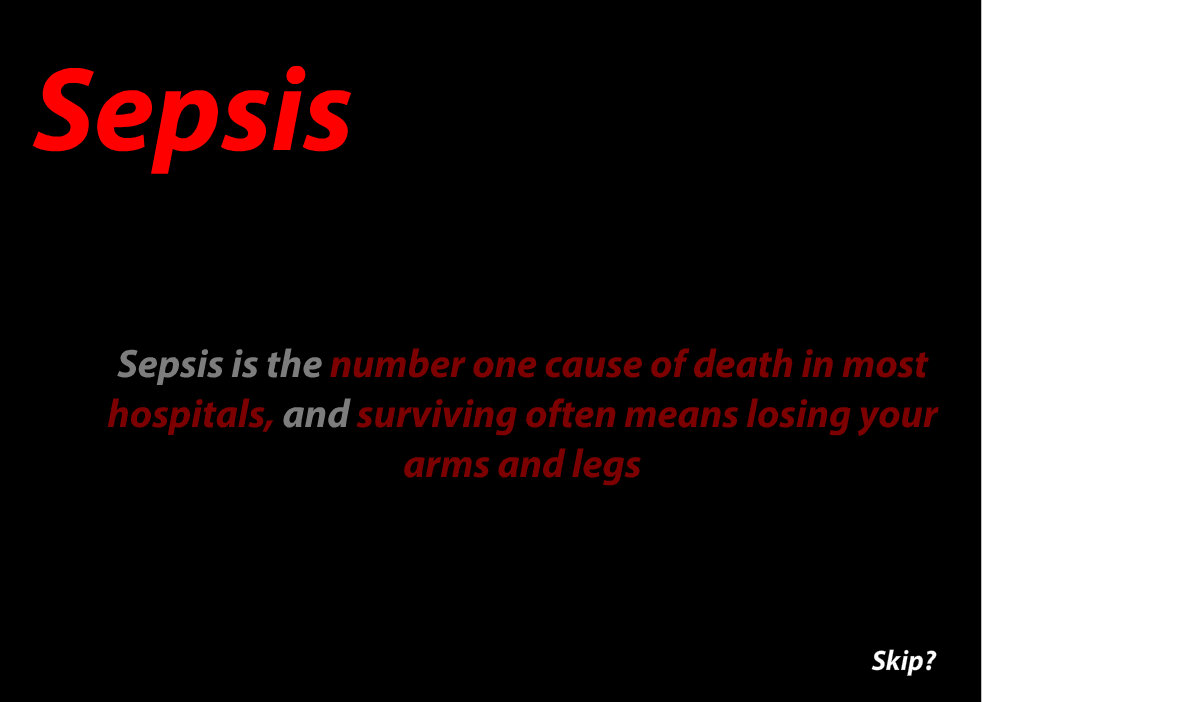 Sepsis
Sepsis is the number one cause of death in most
hospitals, and surviving often means losing your
arms and legs
Skip?